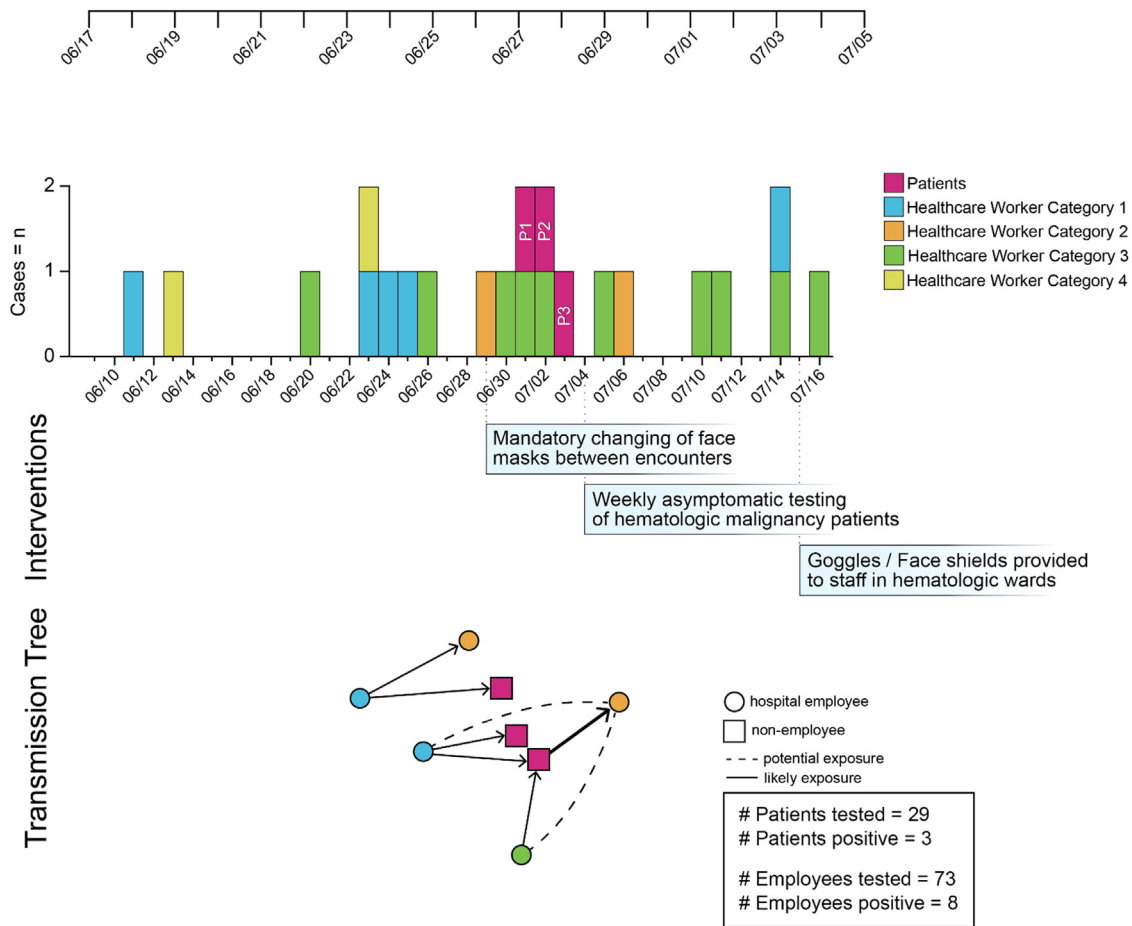 06/17 06/19 06/21 06/23 06/25 06/27 06/29 07/01 07/03 07/05
Cases = n
2
1
0
P1 P2 P3
06/10 06/12 06/14 06/16 06/18 06/20 06/22 06/24 06/26 06/28 06/30 07/02 07/04 07/06 07/08 07/10 07/12 07/14 07/16
Patients
Healthcare Worker Category 1
Healthcare Worker Category 2
Healthcare Worker Category 3
Healthcare Worker Category 4
Interventions
Mandatory changing of face
masks between encounters
Weekly asymptomatic testing
of hematologic malignancy patients
Goggles / Face shields provided
to staff in hematologic wards
Transmission Tree
hospital employee
non-employee
potential exposure
likely exposure
# Patients tested = 29
# Patients positive = 3
# Employees tested = 73
# Employees positive = 8